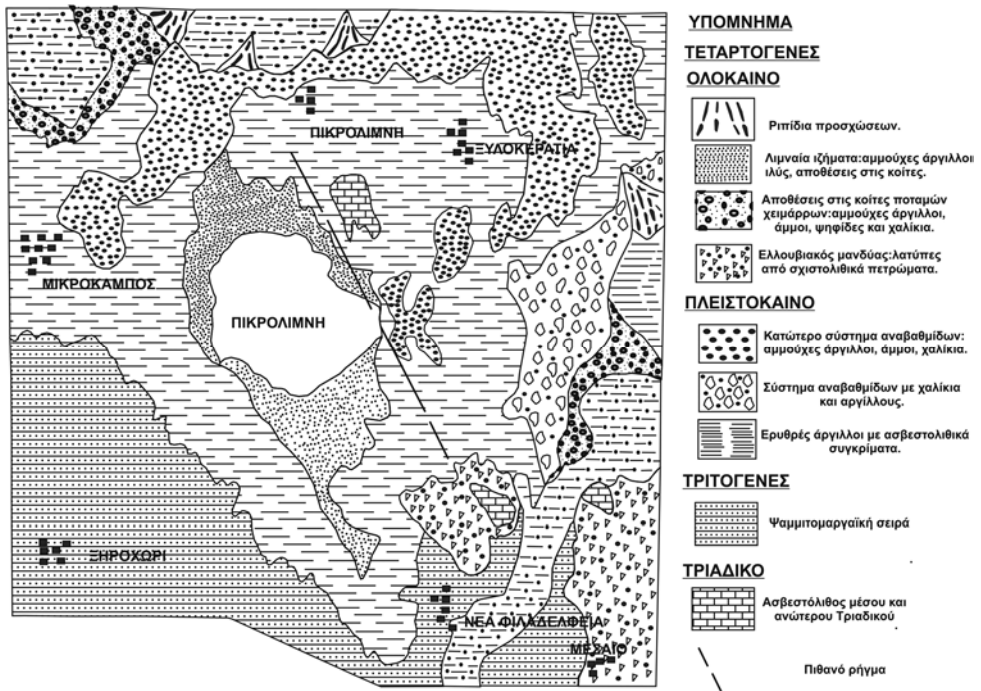 ΠΙΚΡΟΛΙΜΝΗ
ΞΥΛΟΚΕΡΑΤΙΑ
ΜΙΚΡΟΚΑΜΠΟΣ
ΠΙΚΡΟΛΙΜΝΗ
ΞΗΡΟΧΩΡΙ
ΝΕΑ ΦΙΛΑΔΕΛΦΕΙΑ
ΜΕΣΑΙΟ
ΥΠΟΜΝΗΜΑ
ΤΕΤΑΡΤΟΓΕΝΕΣ
ΟΛΟΚΑΙΝΟ
Ριπίδια προσχώσεων.
Λιμναία ιζήματα:αμμούχες άργιλλοι
ιλύς, αποθέσεις στις κοίτες.
Αποθέσεις στις κοίτες ποταμών
χειμάρρων:αμμούχες άργιλλοι,
άμμοι, ψηφίδες και χαλίκια.
Ελλουβιακός μανδύας:λατύπες
από σχιστολιθικά πετρώματα.
ΠΛΕΙΣΤΟΚΑΙΝΟ
Κατώτερο σύστημα αναβαθμίδων:
αμμούχες άργιλλοι, άμμοι, χαλίκια.
Σύστημα αναβαθμίδων με χαλίκια
και αργίλλους.
Ερυθρές άργιλλοι με ασβεστολιθικά
συγκρίματα.
ΤΡΙΤΟΓΕΝΕΣ
Ψαμμιτομαργαϊκή σειρά
ΤΡΙΑΔΙΚΟ
Ασβεστόλιθος μέσου και
ανώτερου Τριαδικού
Πιθανό ρήγμα